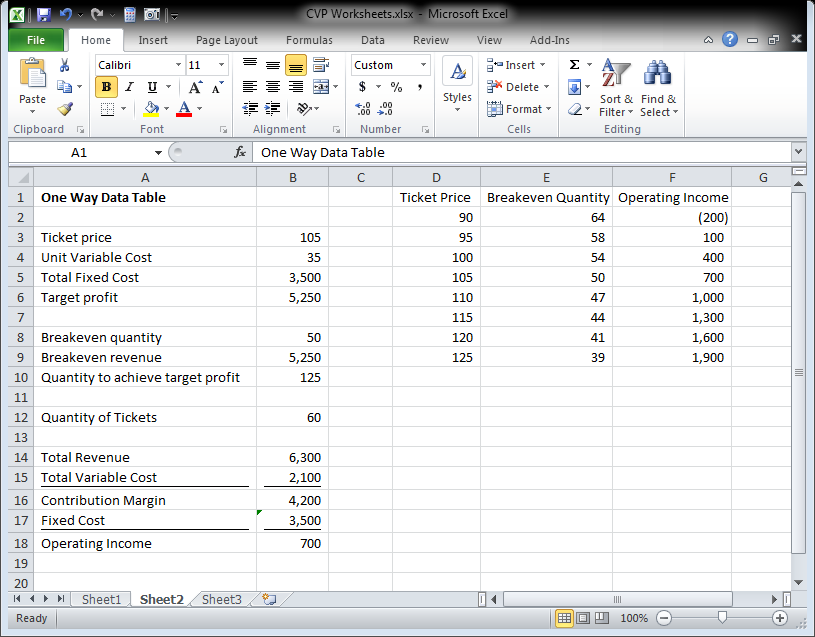 CVP Worksheets.xlsx - Microsoft Excel
File Home Insert Page Layout Formulas Data Review View Add-Ins
Calibri 11 Custom Insert Σ
Paste B I U A A $ % , Styles Delete Sort & Find &
A .00 .00 Format Filter Select
Clipboard Font Alignment Number Cells Editing
A1 fx One Way Data Table
A B C D E F G
1 One Way Data Table Ticket Price Breakeven Quantity Operating Income
2 90 64 (200)
3 Ticket price 105 95 58 100
4 Unit Variable Cost 35 100 54 400
5 Total Fixed Cost 3,500 105 50 700
6 Target profit 5,250 110 47 1,000
7 115 44 1,300
8 Breakeven quantity 50 120 41 1,600
9 Breakeven revenue 5,250 125 39 1,900
10 Quantity to achieve target profit 125
11
12 Quantity of Tickets 60
13
14 Total Revenue 6,300
15 Total Variable Cost 2,100
16 Contribution Margin 4,200
17 Fixed Cost 3,500
18 Operating Income 700
19
20
Sheet1 Sheet2 Sheet3
Ready 100%